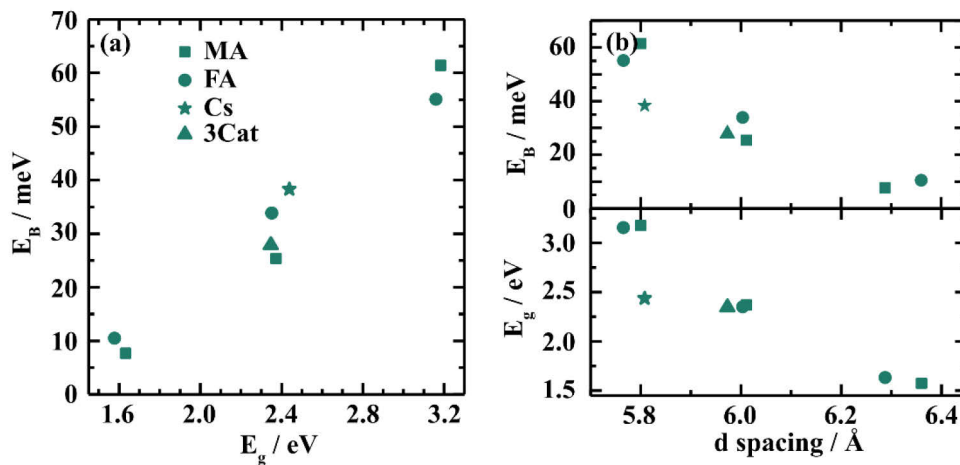 (a)
MA
FA
Cs
3Cat
70
60
50
40
30
20
10
0
E_B / meV
1.6 2.0 2.4 2.8 3.2
E_g / eV
(b)
60
40
20
0
E_B / meV
3.0
2.5
2.0
1.5
E_g / eV
5.8 6.0 6.2 6.4
d spacing / Å